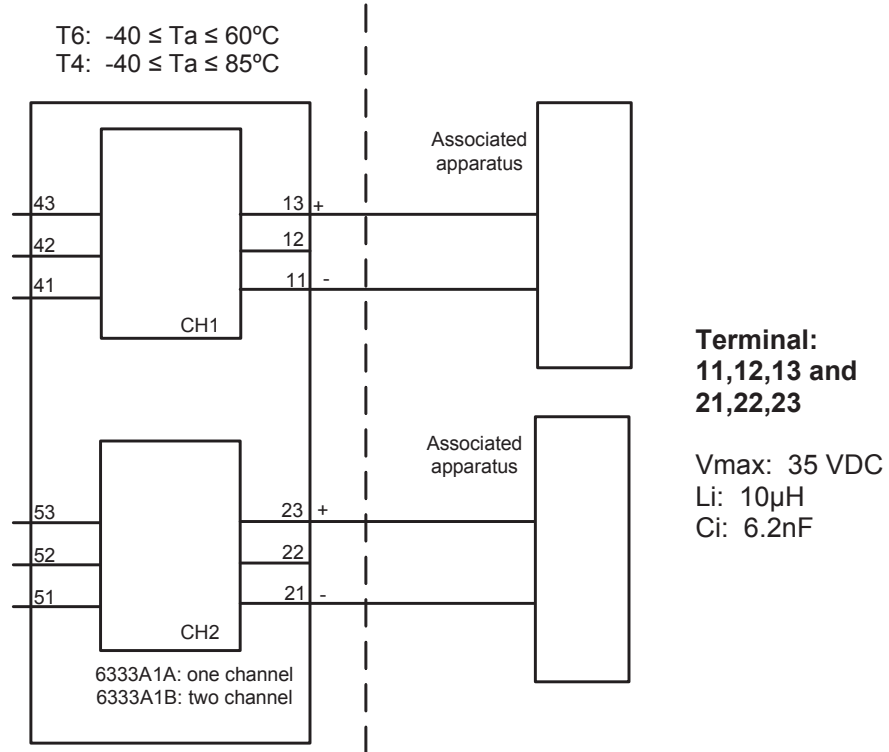 T6: -40 ≤ Ta ≤ 60ºC
T4: -40 ≤ Ta ≤ 85ºC
Associated
apparatus
43
42
41
13 +
12
11 -
CH1
Terminal:
11,12,13 and
21,22,23
Vmax: 35 VDC
Li: 10µH
Ci: 6.2nF
Associated
apparatus
53
52
51
23 +
22
21 -
CH2
6333A1A: one channel
6333A1B: two channel